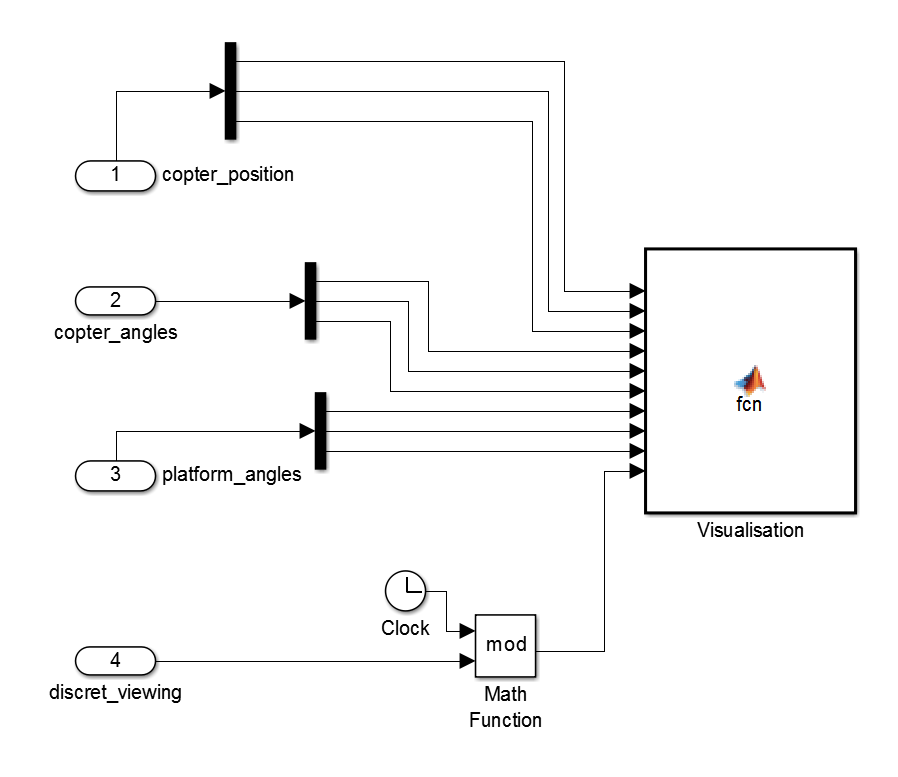 1
copter_position
2
copter_angles
fcn
3
platform_angles
Visualisation
Clock
mod
4
discret_viewing
Math
Function